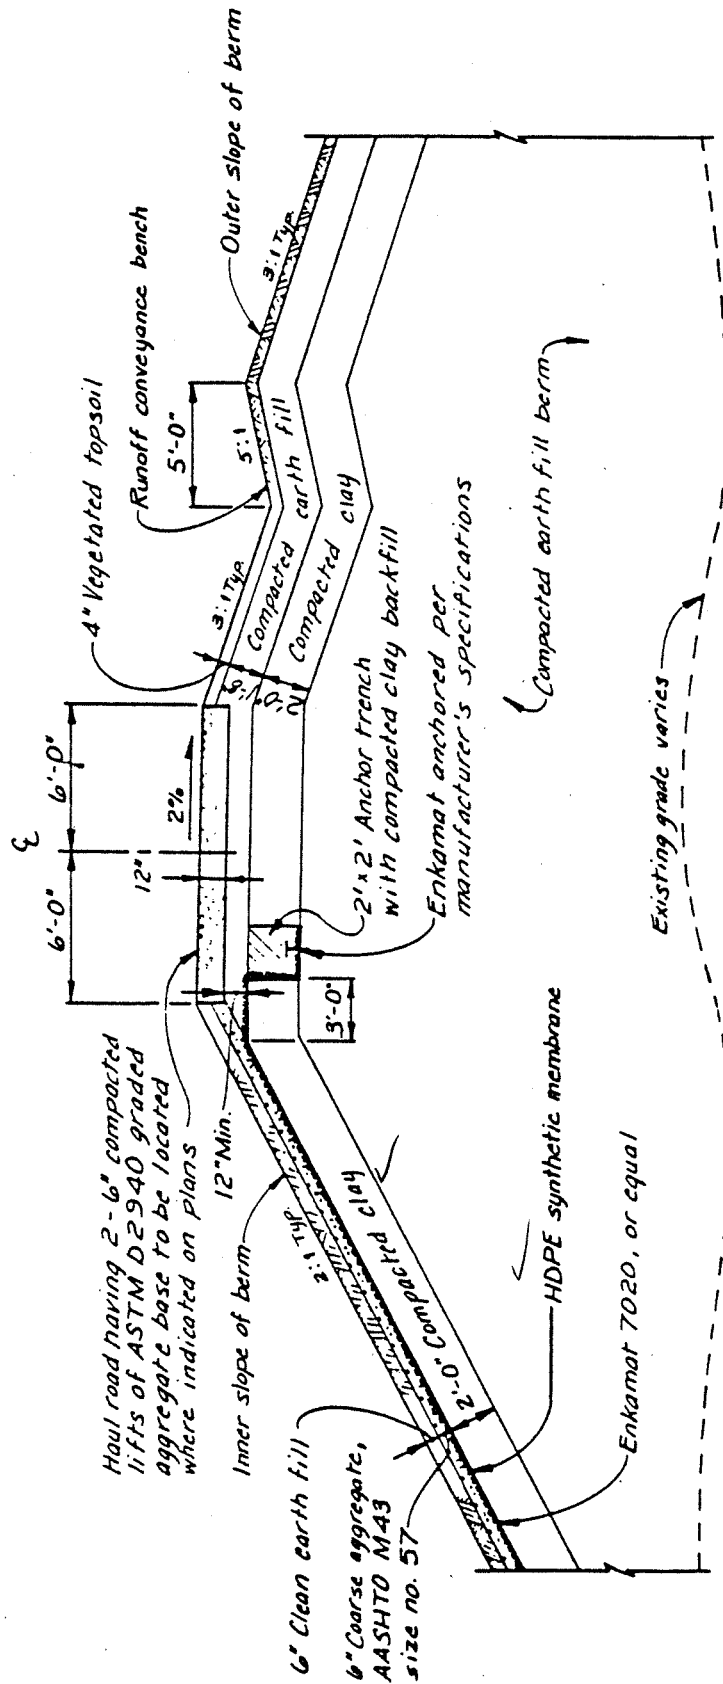 Haul road having 2-6" compacted
lifts of ASTM D2940 graded
aggregate base to be located
where indicated on plans
12" Min.
Inner slope of berm
6" Clean earth fill
6" Coarse aggregate,
AASHTO M43
size no. 57
2:1 Typ.
2'-0" Compacted clay
HDPE synthetic membrane
Enkamat 7020, or equal
6'-0"
6'-0"
12"
2%
3'-0"
2'x2' Anchor trench
with compacted clay backfill
Enkamat anchored per
manufacturer's specifications
4" Vegetated topsoil
Runoff conveyance bench
5'-0"
5:1
3:1 Typ.
Compacted earth fill
Compacted clay
2'-0"
Outer slope of berm
3:1 Typ.
Compacted earth fill berm
Existing grade varies